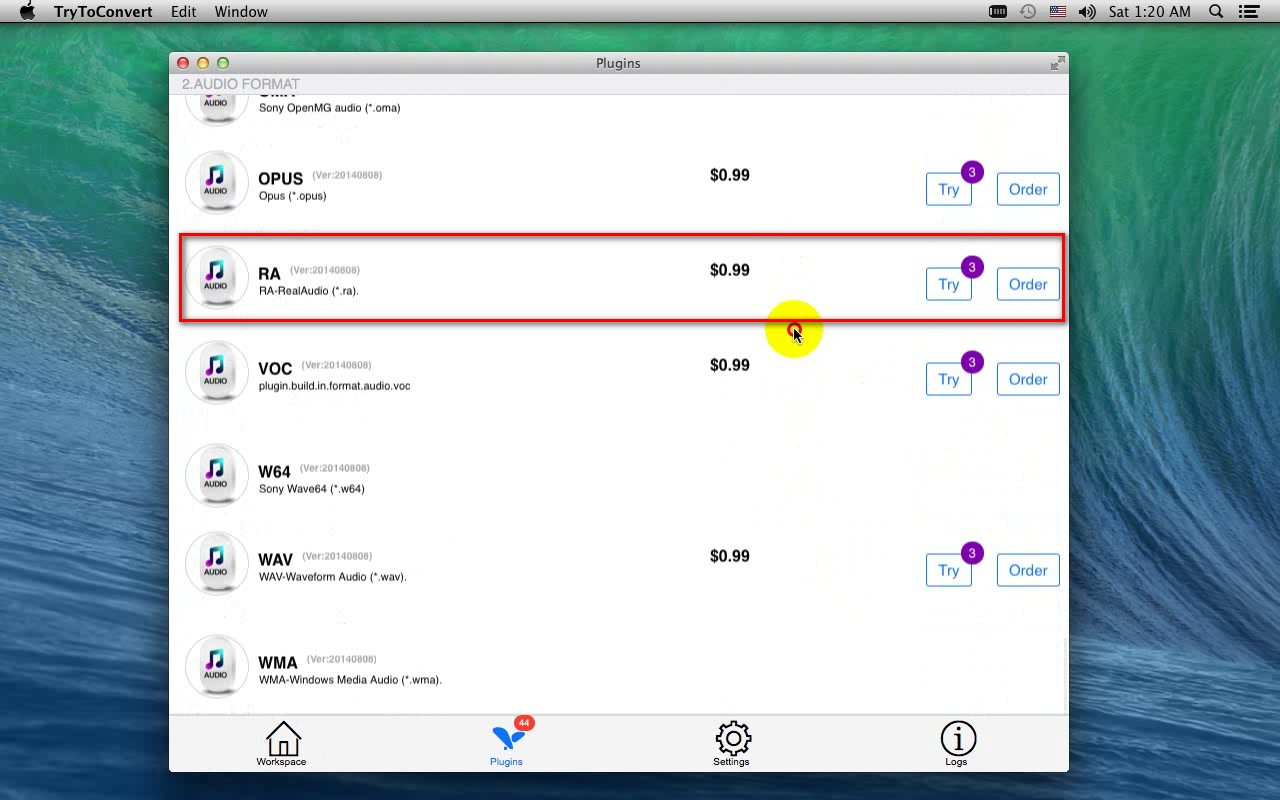 TryToConvert Edit Window Sat 1:20 AM
Plugins
2.AUDIO FORMAT
AUDIO
Sony OpenMG audio (*.oma)
AUDIO
OPUS (Ver:20140808)
Opus (*.opus)
$0.99
Try 3 Order
AUDIO
RA (Ver:20140808)
RA-RealAudio (*.ra).
$0.99
Try 3 Order
AUDIO
VOC (Ver:20140808)
plugin.build.in.format.audio.voc
$0.99
Try 3 Order
AUDIO
W64 (Ver:20140808)
Sony Wave64 (*.w64)
AUDIO
WAV (Ver:20140808)
WAV-Waveform Audio (*.wav).
$0.99
Try 3 Order
AUDIO
WMA (Ver:20140808)
WMA-Windows Media Audio (*.wma).
44
Workspace Plugins Settings Logs